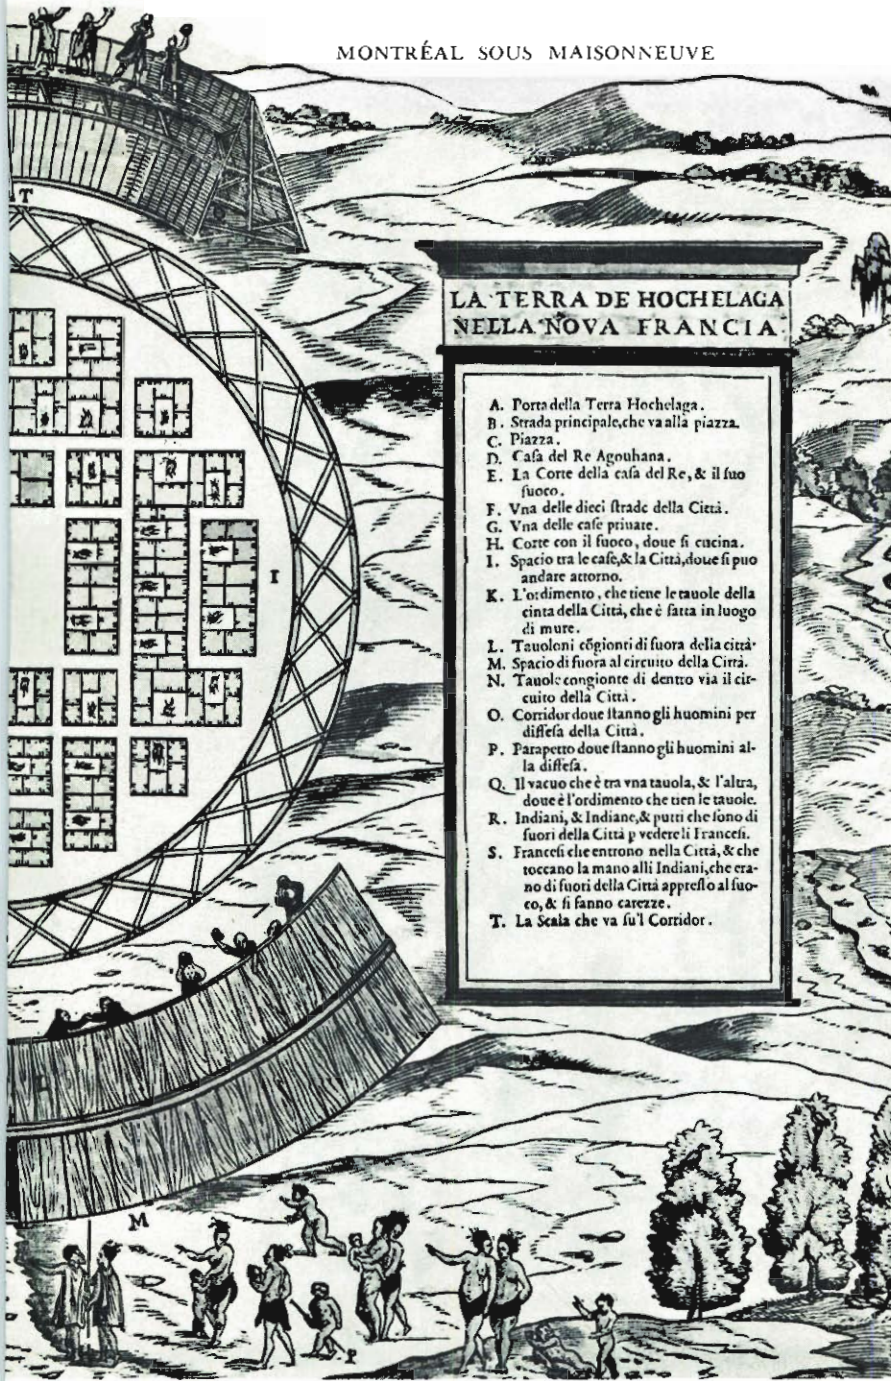 MONTRÉAL SOUS MAISONNEUVE
T
LA TERRA DE HOCHELAGA
NELLA NOVA FRANCIA
A. Porta della Terra Hochelaga.
B. Strada principale, che va alla piazza.
C. Piazza.
D. Caſa del Re Agouhana.
E. La Corte della caſa del Re, & il ſuo
fuoco.
F. Vna delle dieci ſtrade della Città.
G. Vna delle caſe priuate.
H. Corte con il fuoco, doue ſi cucina.
I. Spacio tra le caſe, & la Città, doue ſi puo
andare attorno.
K. L'ordimento, che tiene le tauole della
cinta della Città, che è fatta in luogo
di mure.
L. Tauoloni cõgionti di fuora della città.
M. Spacio di fuora al circuito della Città.
N. Tauole congionte di dentro via il cir-
cuito della Città.
O. Corridor doue ſtanno gli huomini per
diffeſa della Città.
P. Parapetto doue ſtanno gli huomini al-
la diffeſa.
Q. Il vacuo che è tra vna tauola, & l'altra,
doue è l'ordimento che tien le tauole.
R. Indiani, & Indiane, & putti che ſono di
fuori della Città p vedere li Franceſi.
S. Franceſi che entrono nella Città, & che
toccano la mano alli Indiani, che era-
no di fuori della Città appreſſo al fuo-
co, & ſi fanno carezze.
T. La Scala che va ſu'l Corridor.
I
M